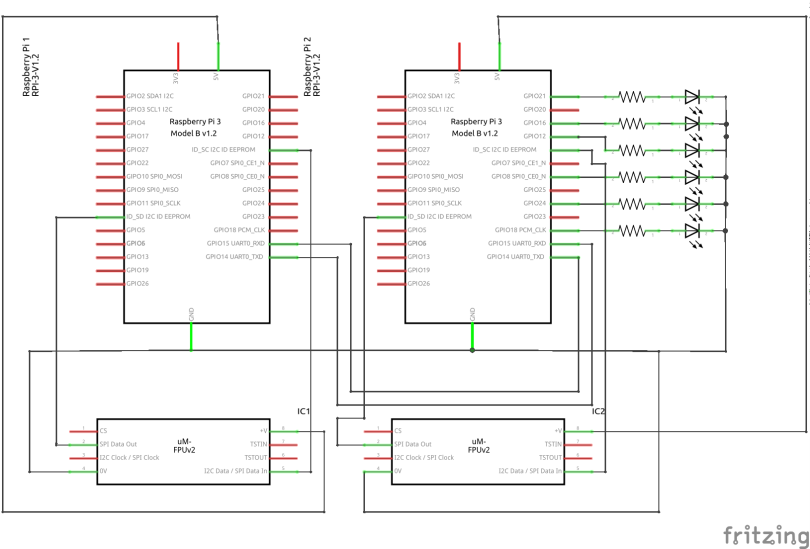 Raspberry Pi 1
RPI-3-V1.2
3V3
5V
Raspberry Pi 3
Model B v1.2
GPIO2 SDA1 I2C
GPIO3 SCL1 I2C
GPIO4
GPIO17
GPIO27
GPIO22
GPIO10 SPI0_MOSI
GPIO9 SPI0_MISO
GPIO11 SPI0_SCLK
ID_SD I2C ID EEPROM
GPIO5
GPIO6
GPIO13
GPIO19
GPIO26
GPIO21
GPIO20
GPIO16
GPIO12
ID_SC I2C ID EEPROM
GPIO7 SPI0_CE1_N
GPIO8 SPI0_CE0_N
GPIO25
GPIO24
GPIO23
GPIO18 PCM_CLK
GPIO15 UART0_RXD
GPIO14 UART0_TXD
GND
Raspberry Pi 2
RPI-3-V1.2
3V3
5V
Raspberry Pi 3
Model B v1.2
GPIO2 SDA1 I2C
GPIO3 SCL1 I2C
GPIO4
GPIO17
GPIO27
GPIO22
GPIO10 SPI0_MOSI
GPIO9 SPI0_MISO
GPIO11 SPI0_SCLK
ID_SD I2C ID EEPROM
GPIO5
GPIO6
GPIO13
GPIO19
GPIO26
GPIO21
GPIO20
GPIO16
GPIO12
ID_SC I2C ID EEPROM
GPIO7 SPI0_CE1_N
GPIO8 SPI0_CE0_N
GPIO25
GPIO24
GPIO23
GPIO18 PCM_CLK
GPIO15 UART0_RXD
GPIO14 UART0_TXD
GND
IC1
uM-
FPUv2
CS
SPI Data Out
I2C Clock / SPI Clock
0V
+V
TSTIN
TSTOUT
I2C Data / SPI Data In
IC2
uM-
FPUv2
CS
SPI Data Out
I2C Clock / SPI Clock
0V
+V
TSTIN
TSTOUT
I2C Data / SPI Data In
fritzing